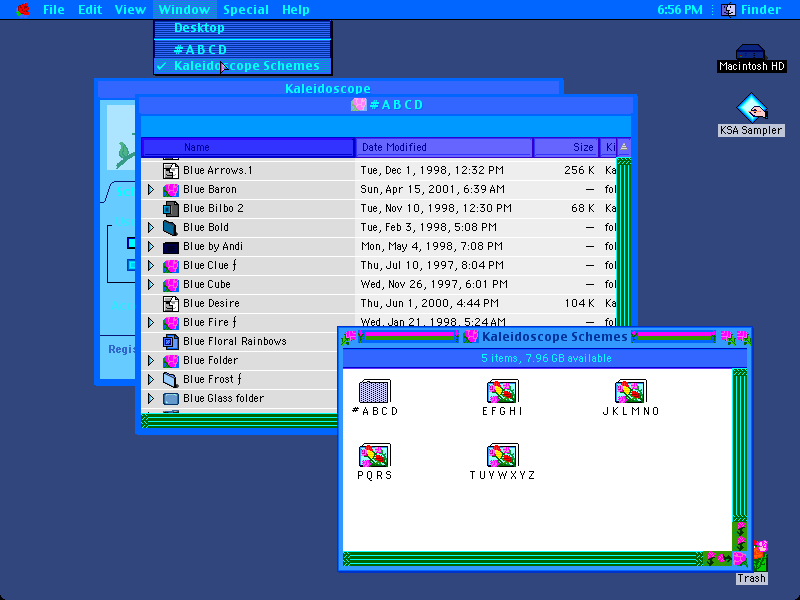 File Edit View Window Special Help 6:56 PM Finder
Desktop
#ABCD
✓ Kaleidoscope Schemes
Macintosh HD
KSA Sampler
Kaleidoscope
#ABCD
Name Date Modified Size Ki
Blue Arrows.1 Tue, Dec 1, 1998, 12:32 PM 256 K Ka
Blue Baron Sun, Apr 15, 2001, 6:39 AM — fol
Blue Bilbo 2 Tue, Nov 10, 1998, 12:30 PM 68 K Ka
Blue Bold Tue, Feb 3, 1998, 5:08 PM — fol
Blue by Andi Mon, May 4, 1998, 7:08 PM — fol
Blue Clue ƒ Thu, Jul 10, 1997, 8:04 PM — fol
Blue Cube Wed, Nov 26, 1997, 6:01 PM — fol
Blue Desire Thu, Jun 1, 2000, 4:44 PM 104 K Ka
Blue Fire ƒ Wed, Jan 21, 1998, 5:24 AM — fol
Blue Floral Rainbows
Blue Folder
Blue Frost ƒ
Blue Glass folder
Regis
Kaleidoscope Schemes
5 items, 7.96 GB available
#ABCD EFGHI JKLMNO
PQRS TUVWXYZ
Trash